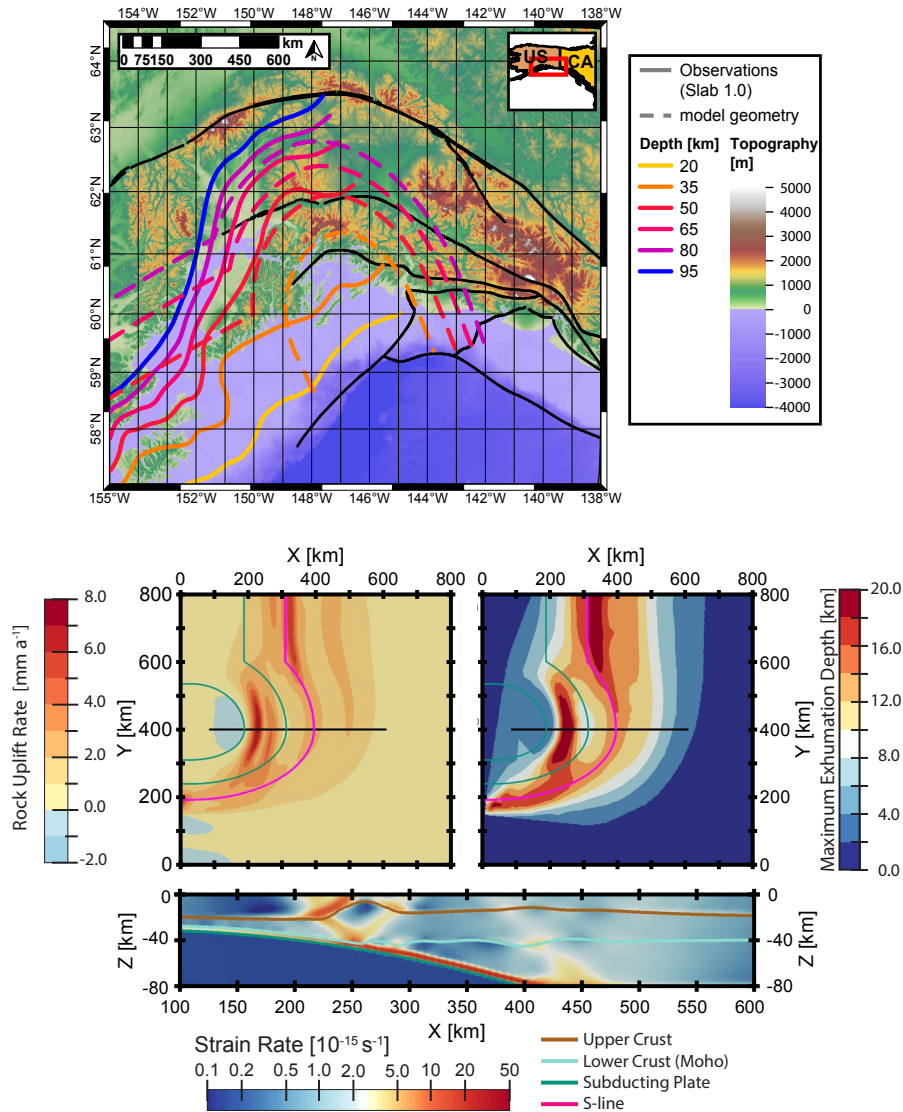 154°W 152°W 150°W 148°W 146°W 144°W 142°W 140°W 138°W
64°N
63°N
62°N
61°N
60°N
59°N
58°N
km
0 75 150 300 450 600
N
US CA
155°W 152°W 150°W 148°W 146°W 144°W 142°W 140°W 138°W
Observations
(Slab 1.0)
model geometry
Depth [km] Topography
[m]
20
35
50
65
80
95
5000
4000
3000
2000
1000
0
-1000
-2000
-3000
-4000
X [km] X [km]
0 200 400 600 800 0 200 400 600 800
Rock Uplift Rate [mm a⁻¹]
8.0
6.0
4.0
2.0
0.0
-2.0
Y [km]
800
600
400
200
0
Y [km]
800
600
400
200
0
Maximum Exhumation Depth [km]
20.0
16.0
12.0
8.0
4.0
0.0
Z [km]
0
-40
-80
Z [km]
0
-40
-80
100 150 200 250 300 350 400 450 500 550 600
X [km]
Strain Rate [10⁻¹⁵ s⁻¹]
0.1 0.2 0.5 1.0 2.0 5.0 10 20 50
Upper Crust
Lower Crust (Moho)
Subducting Plate
S-line